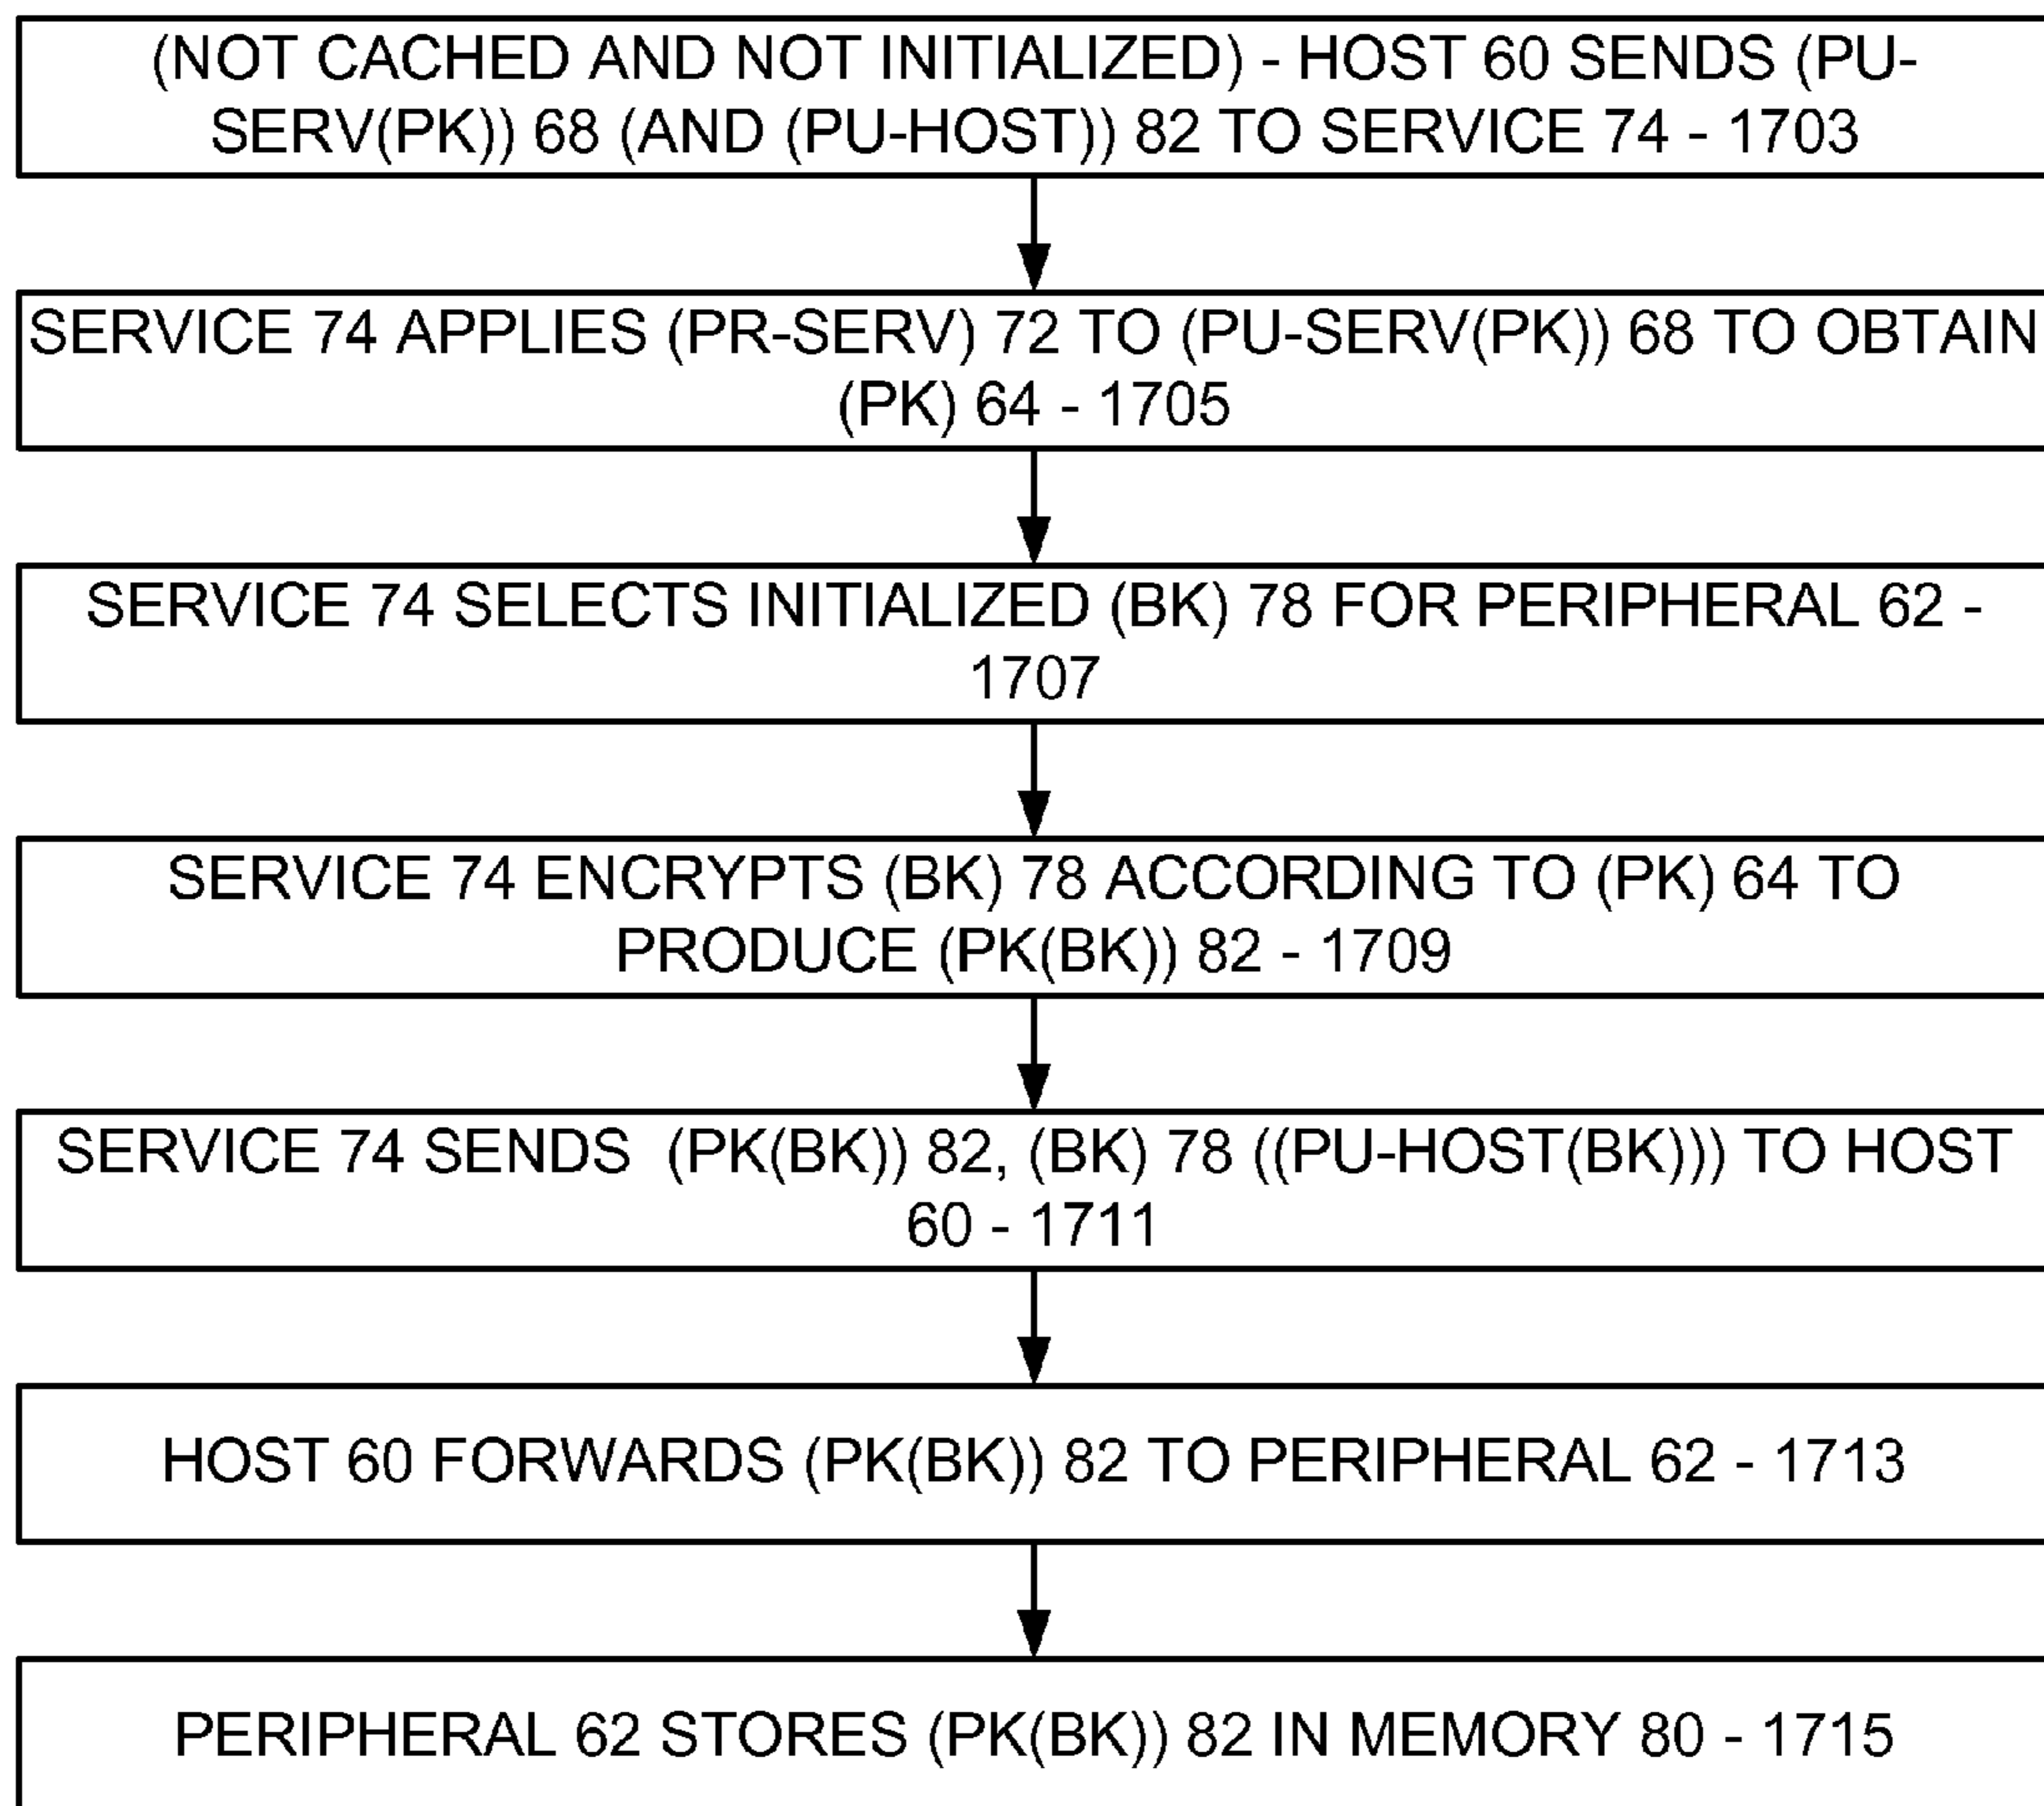 (NOT CACHED AND NOT INITIALIZED) - HOST 60 SENDS (PU-
SERV(PK)) 68 (AND (PU-HOST)) 82 TO SERVICE 74 - 1703
SERVICE 74 APPLIES (PR-SERV) 72 TO (PU-SERV(PK)) 68 TO OBTAIN
(PK) 64 - 1705
SERVICE 74 SELECTS INITIALIZED (BK) 78 FOR PERIPHERAL 62 -
1707
SERVICE 74 ENCRYPTS (BK) 78 ACCORDING TO (PK) 64 TO
PRODUCE (PK(BK)) 82 - 1709
SERVICE 74 SENDS  (PK(BK)) 82, (BK) 78 ((PU-HOST(BK))) TO HOST
60 - 1711
HOST 60 FORWARDS (PK(BK)) 82 TO PERIPHERAL 62 - 1713
PERIPHERAL 62 STORES (PK(BK)) 82 IN MEMORY 80 - 1715